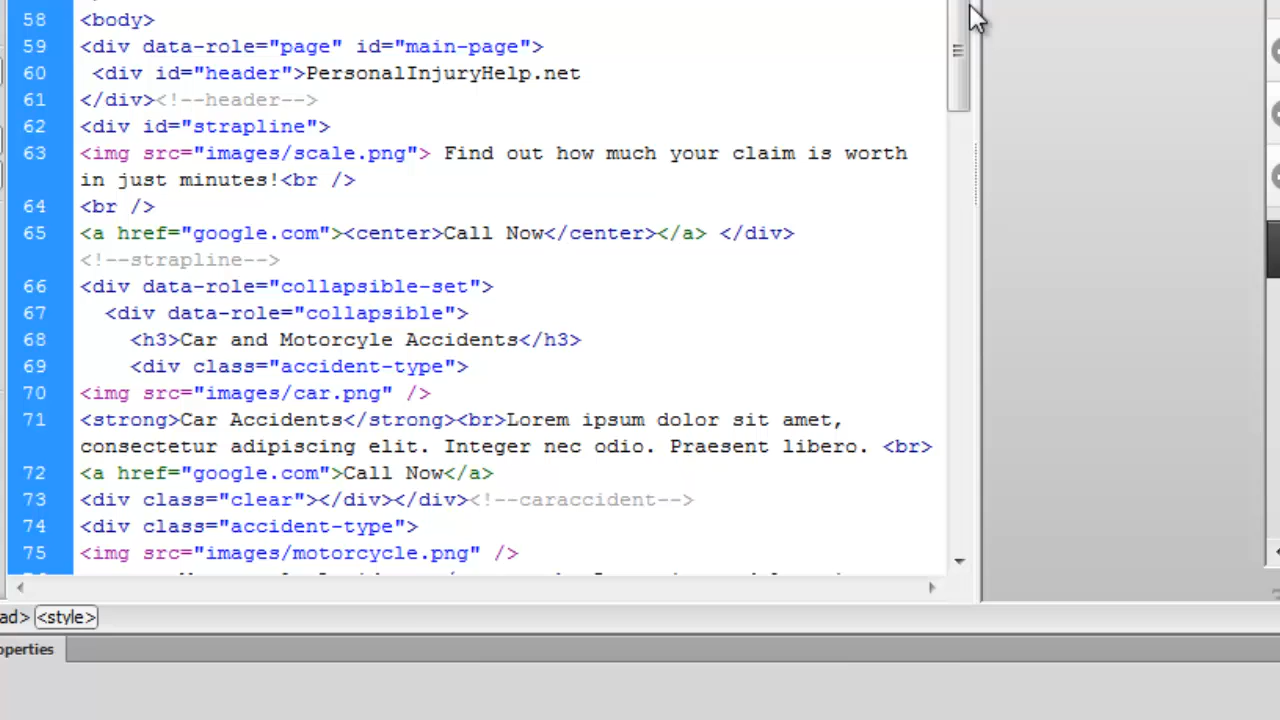 58 <body>
59 <div data-role="page" id="main-page">
60 <div id="header">PersonalInjuryHelp.net
61 </div><!--header-->
62 <div id="strapline">
63 <img src="images/scale.png"> Find out how much your claim is worth
in just minutes!<br />
64 <br />
65 <a href="google.com"><center>Call Now</center></a> </div>
<!--strapline-->
66 <div data-role="collapsible-set">
67 <div data-role="collapsible">
68 <h3>Car and Motorcyle Accidents</h3>
69 <div class="accident-type">
70 <img src="images/car.png" />
71 <strong>Car Accidents</strong><br>Lorem ipsum dolor sit amet,
consectetur adipiscing elit. Integer nec odio. Praesent libero. <br>
72 <a href="google.com">Call Now</a>
73 <div class="clear"></div></div><!--caraccident-->
74 <div class="accident-type">
75 <img src="images/motorcycle.png" />
ad> <style>
operties